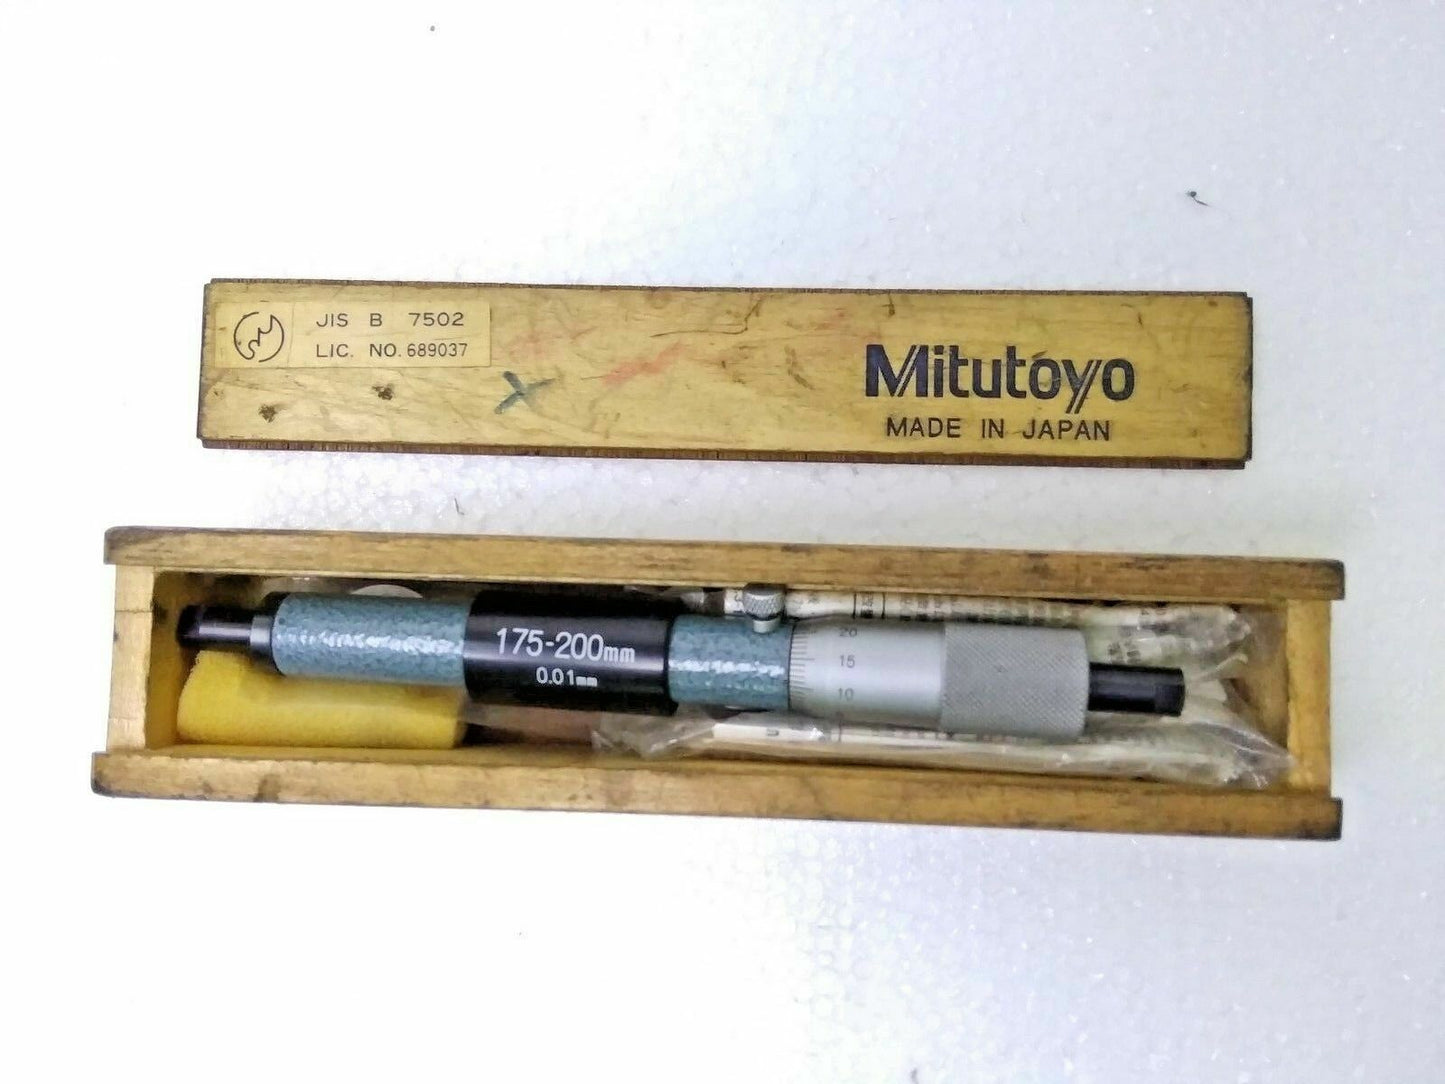 JIS B 7502
LIC. NO. 689037
Mitutoyo
MADE IN JAPAN
175-200mm
0.01mm
20
15
10